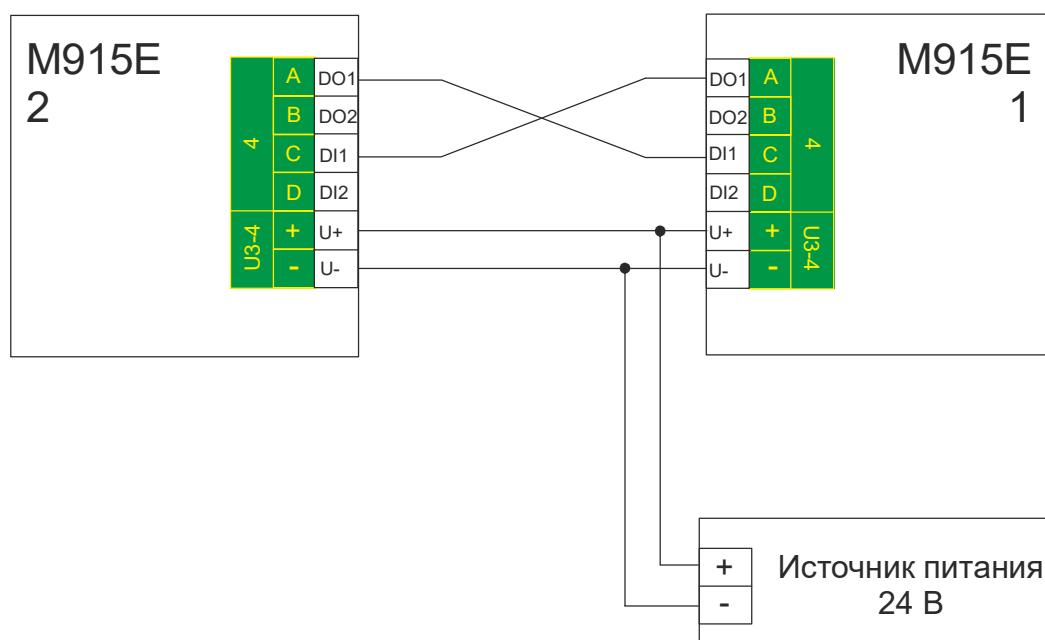 M915E
2
4
U3-4
A
B
C
D
+
-
DO1
DO2
DI1
DI2
U+
U-
DO1
DO2
DI1
DI2
U+
U-
A
B
C
D
+
-
4
U3-4
M915E
1
+
-
Источник питания
24 В